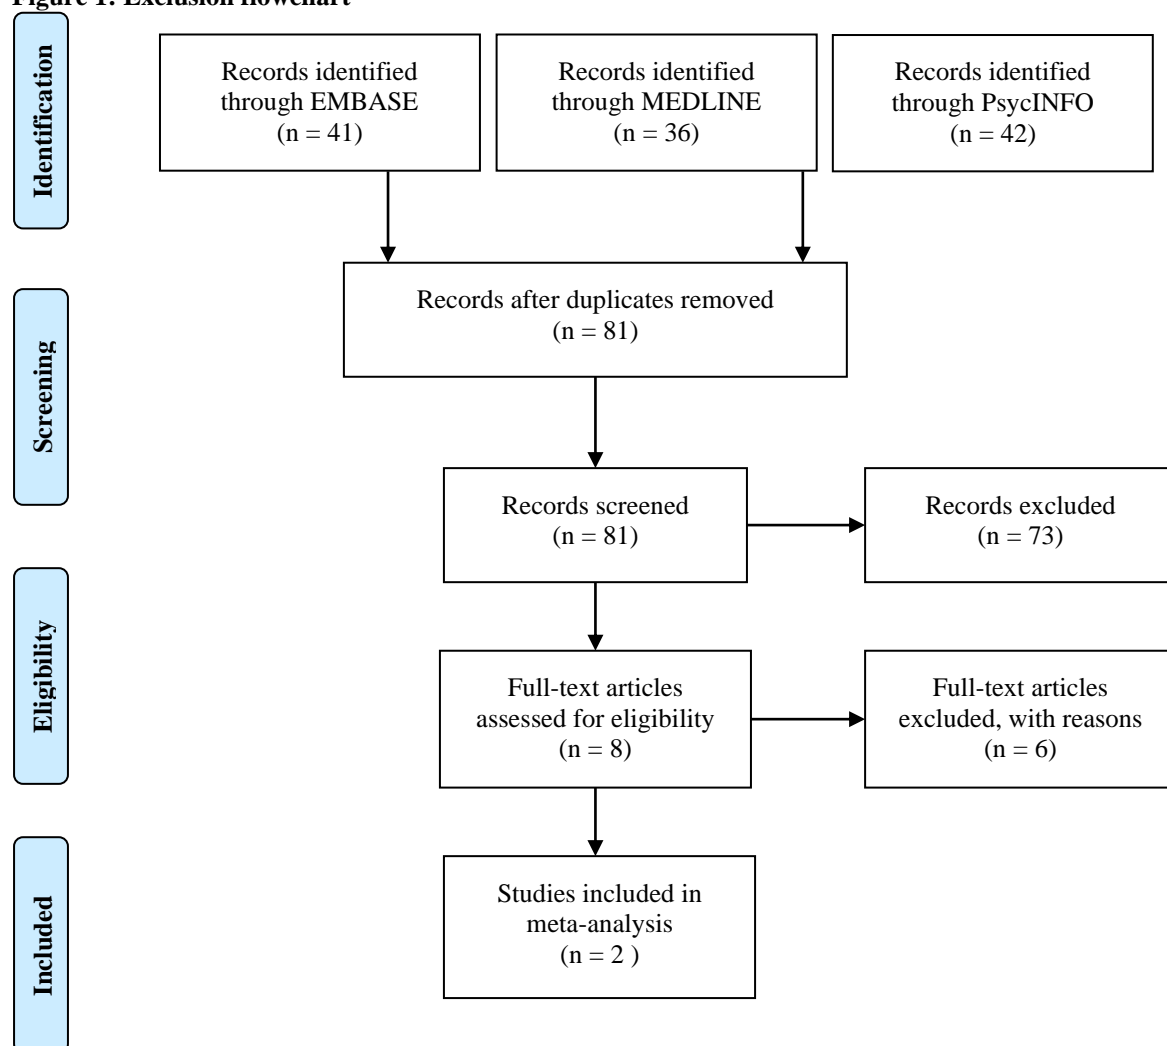 Figure 1: Exclusion flowchart
Identification
Records identified
through EMBASE
(n = 41)
Records identified
through MEDLINE
(n = 36)
Records identified
through PsycINFO
(n = 42)
Screening
Records after duplicates removed
(n = 81)
Records screened
(n = 81)
Records excluded
(n = 73)
Eligibility
Full-text articles
assessed for eligibility
(n = 8)
Full-text articles
excluded, with reasons
(n = 6)
Included
Studies included in
meta-analysis
(n = 2 )